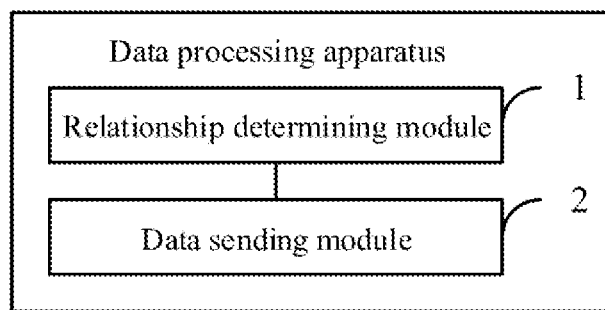 Data processing apparatus
1
Relationship determining module
2
Data sending module